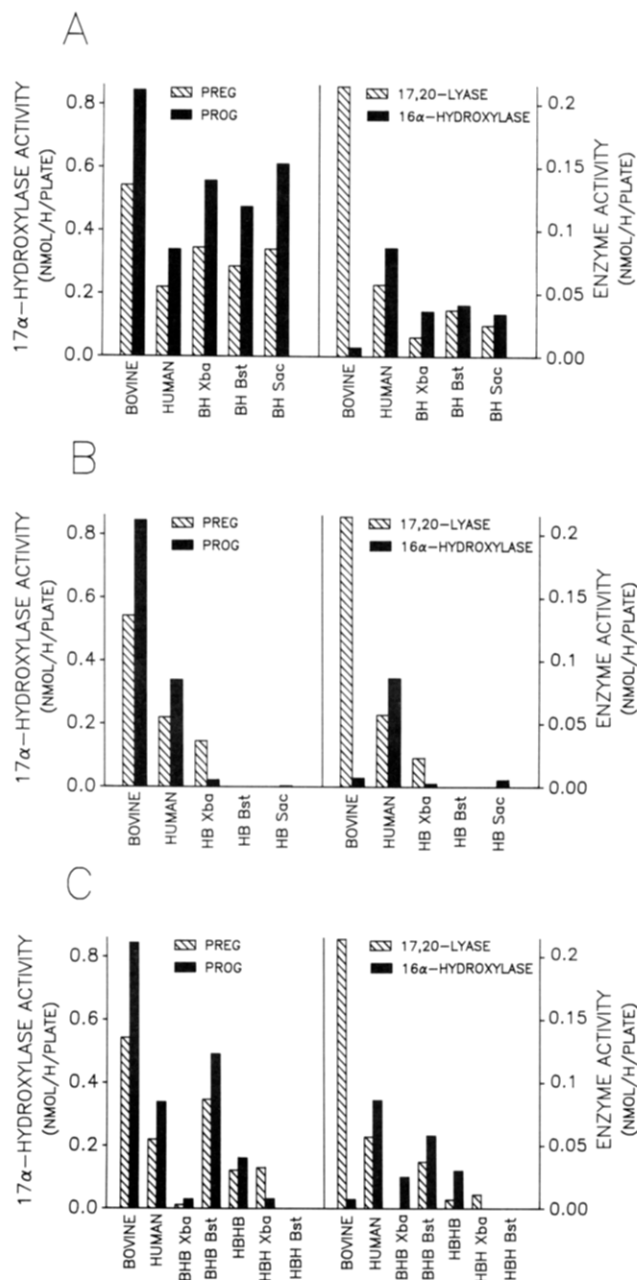 A
17α-HYDROXYLASE ACTIVITY
(NMOL/H/PLATE)
0.8
0.6
0.4
0.2
0.0
PREG
PROG
17,20-LYASE
16α-HYDROXYLASE
0.2
0.15
0.1
0.05
0.00
ENZYME ACTIVITY
(NMOL/H/PLATE)
BOVINE
HUMAN
BH Xba
BH Bst
BH Sac
BOVINE
HUMAN
BH Xba
BH Bst
BH Sac
B
17α-HYDROXYLASE ACTIVITY
(NMOL/H/PLATE)
0.8
0.6
0.4
0.2
0.0
PREG
PROG
17,20-LYASE
16α-HYDROXYLASE
0.2
0.15
0.1
0.05
0.00
ENZYME ACTIVITY
(NMOL/H/PLATE)
BOVINE
HUMAN
HB Xba
HB Bst
HB Sac
BOVINE
HUMAN
HB Xba
HB Bst
HB Sac
C
17α-HYDROXYLASE ACTIVITY
(NMOL/H/PLATE)
0.8
0.6
0.4
0.2
0.0
PREG
PROG
17,20-LYASE
16α-HYDROXYLASE
0.2
0.15
0.1
0.05
0.00
ENZYME ACTIVITY
(NMOL/H/PLATE)
BOVINE
HUMAN
BHB Xba
BHB Bst
HBHB
HBH Xba
HBH Bst
BOVINE
HUMAN
BHB Xba
BHB Bst
HBHB
HBH Xba
HBH Bst